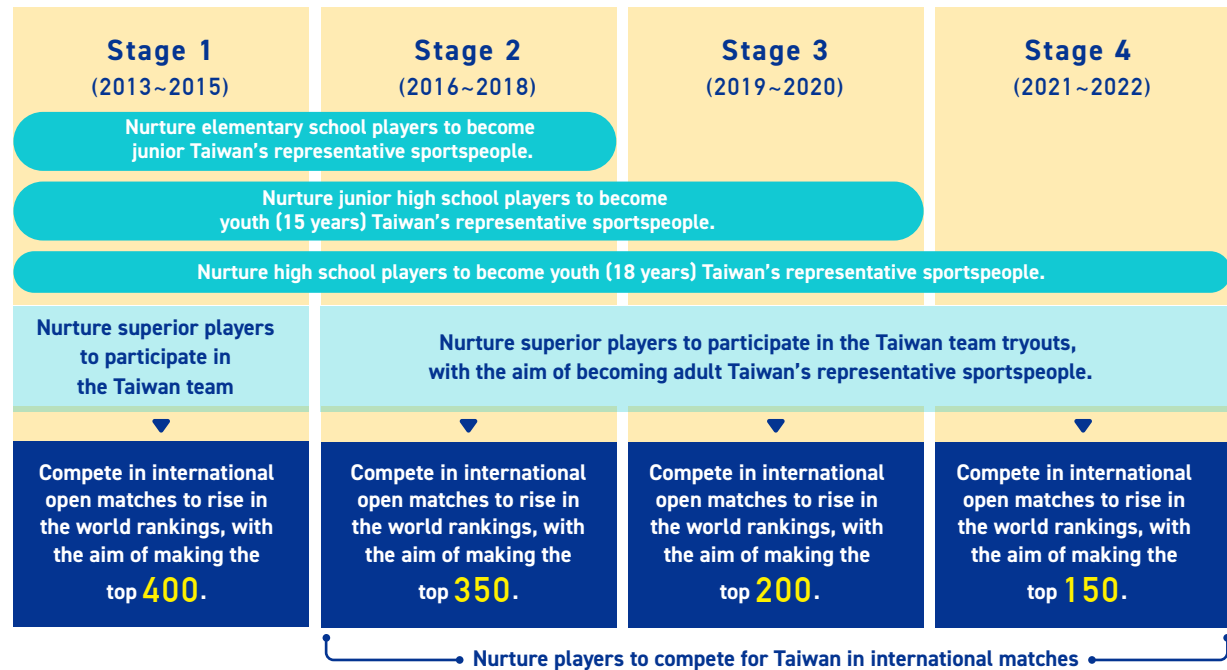 Stage 1
(2013~2015)
Stage 2
(2016~2018)
Stage 3
(2019~2020)
Stage 4
(2021~2022)
Nurture elementary school players to become
junior Taiwan's representative sportspeople.
Nurture junior high school players to become
youth (15 years) Taiwan's representative sportspeople.
Nurture high school players to become youth (18 years) Taiwan's representative sportspeople.
Nurture superior players
to participate in
the Taiwan team
Nurture superior players to participate in the Taiwan team tryouts,
with the aim of becoming adult Taiwan's representative sportspeople.
Compete in international
open matches to rise in
the world rankings, with
the aim of making the
top 400.
Compete in international
open matches to rise in
the world rankings, with
the aim of making the
top 350.
Compete in international
open matches to rise in
the world rankings, with
the aim of making the
top 200.
Compete in international
open matches to rise in
the world rankings, with
the aim of making the
top 150.
Nurture players to compete for Taiwan in international matches